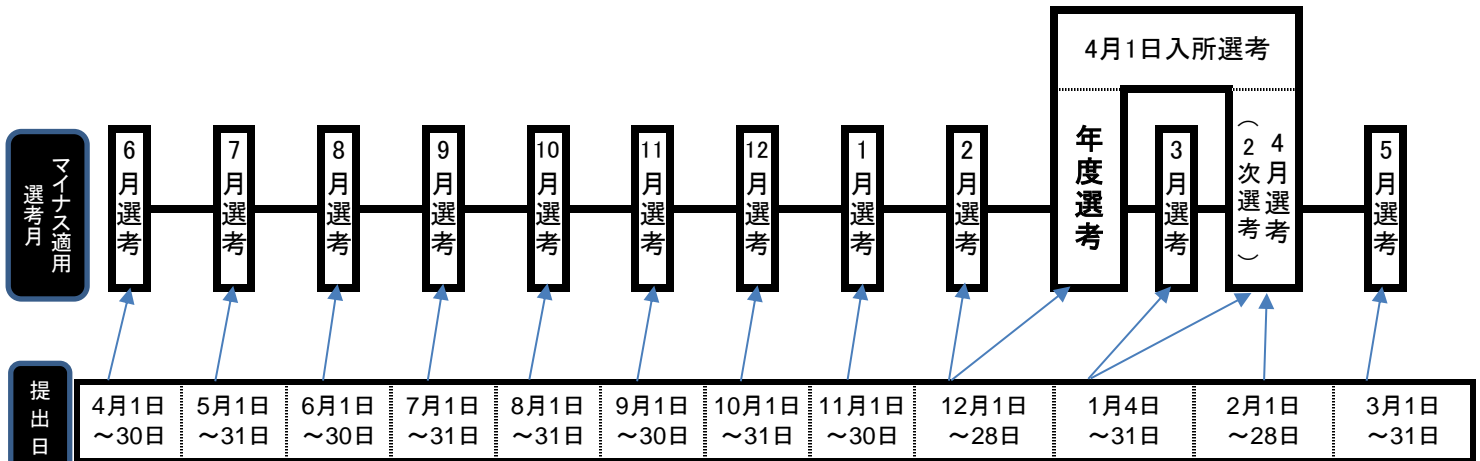 4月1日入所選考
マイナス適用
選考月
6月選考
7月選考
8月選考
9月選考
10月選考
11月選考
12月選考
1月選考
2月選考
年度選考
3月選考
4月選考
（2次選考）
5月選考
提出日
4月1日
～30日
5月1日
～31日
6月1日
～30日
7月1日
～31日
8月1日
～31日
9月1日
～30日
10月1日
～31日
11月1日
～30日
12月1日
～28日
1月4日
～31日
2月1日
～28日
3月1日
～31日